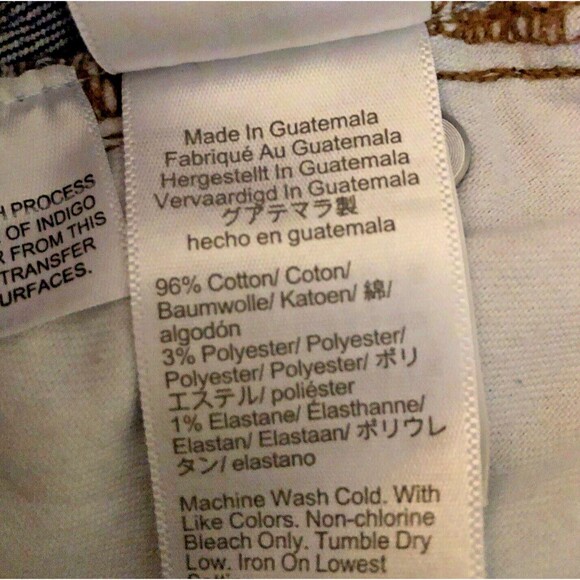 H PROCESS
OF INDIGO
R FROM THIS
TRANSFER
URFACES.
Made In Guatemala
Fabriqué Au Guatemala
Hergestellt In Guatemala
Vervaardigd In Guatemala
グアテマラ製
hecho en guatemala
96% Cotton/ Coton/
Baumwolle/ Katoen/ 綿/
algodón
3% Polyester/ Polyester/
Polyester/ Polyester/ ポリ
エステル/ poliéster
1% Elastane/ Élasthanne/
Elastan/ Elastaan/ ポリウレ
タン/ elastano
Machine Wash Cold. With
Like Colors. Non-chlorine
Bleach Only. Tumble Dry
Low. Iron On Lowest